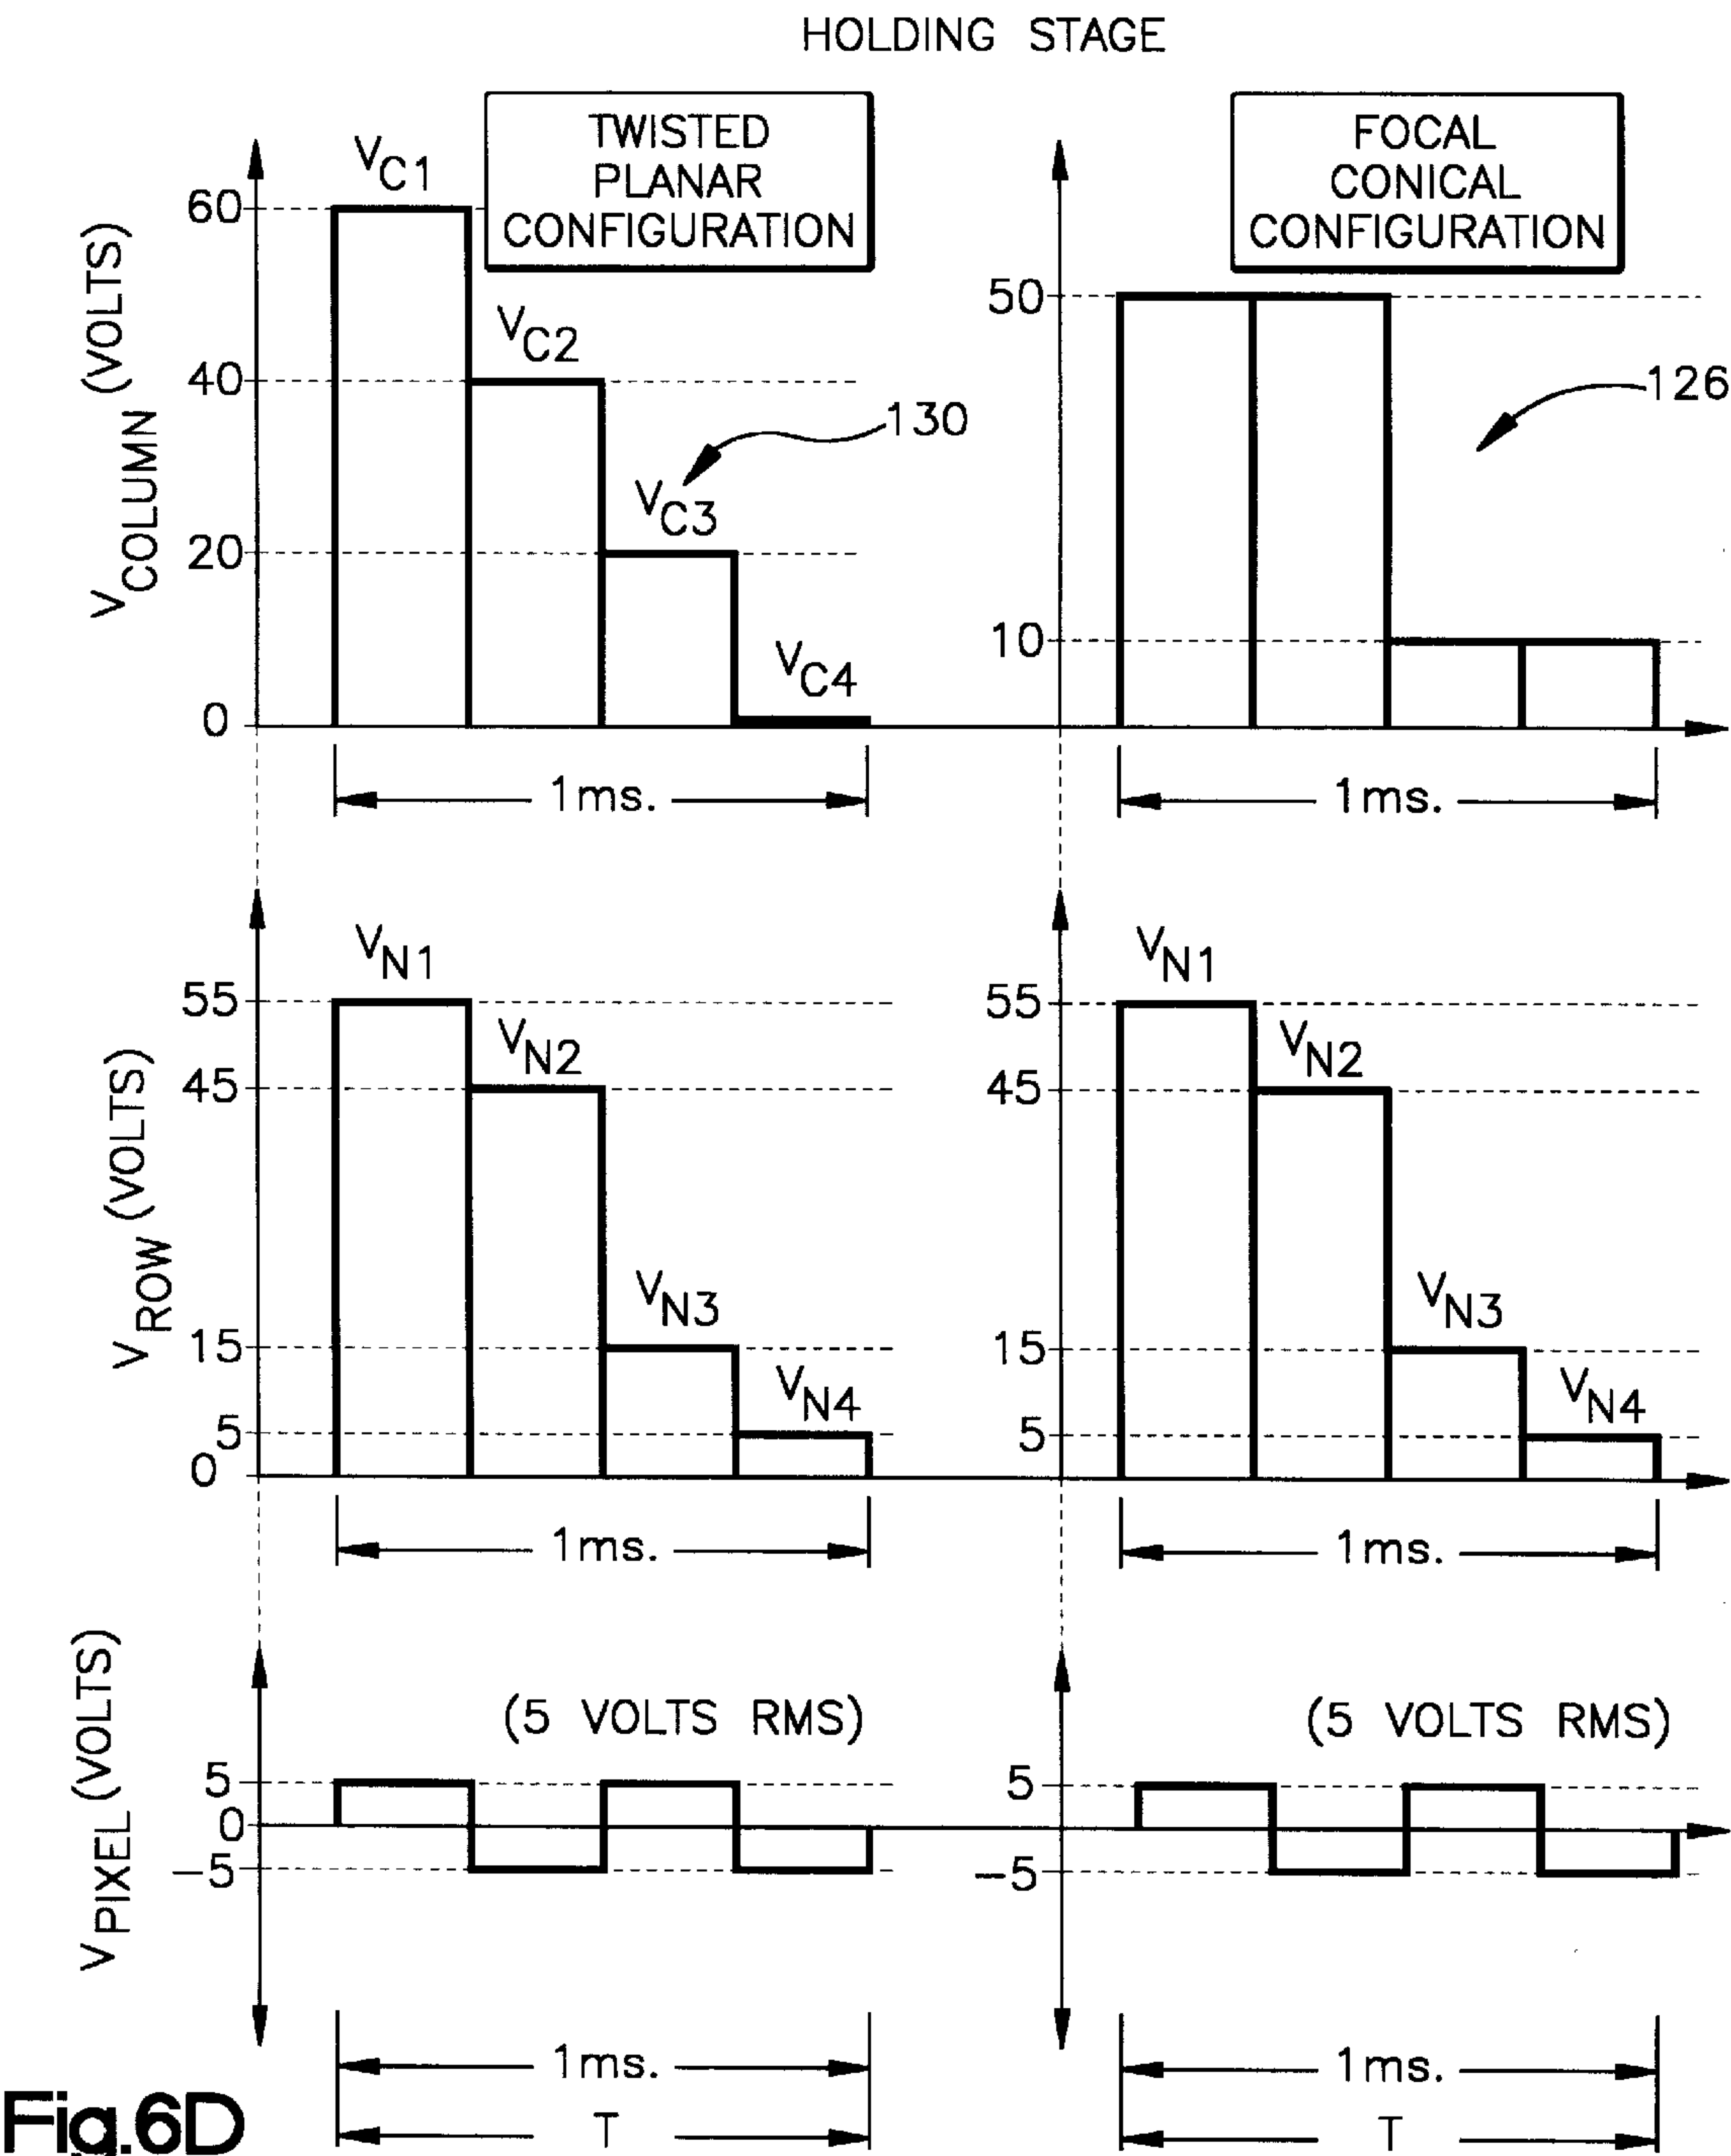 HOLDING STAGE
TWISTED
PLANAR
CONFIGURATION
FOCAL
CONICAL
CONFIGURATION
VCOLUMN (VOLTS)
60
40
20
0
VC1
VC2
VC3
VC4
130
1ms.
50
10
126
1ms.
VROW (VOLTS)
55
45
15
5
0
VN1
VN2
VN3
VN4
1ms.
55
45
15
5
VN1
VN2
VN3
VN4
1ms.
VPIXEL (VOLTS)
5
0
-5
(5 VOLTS RMS)
1ms.
T
5
-5
(5 VOLTS RMS)
1ms.
T
Fig.6D